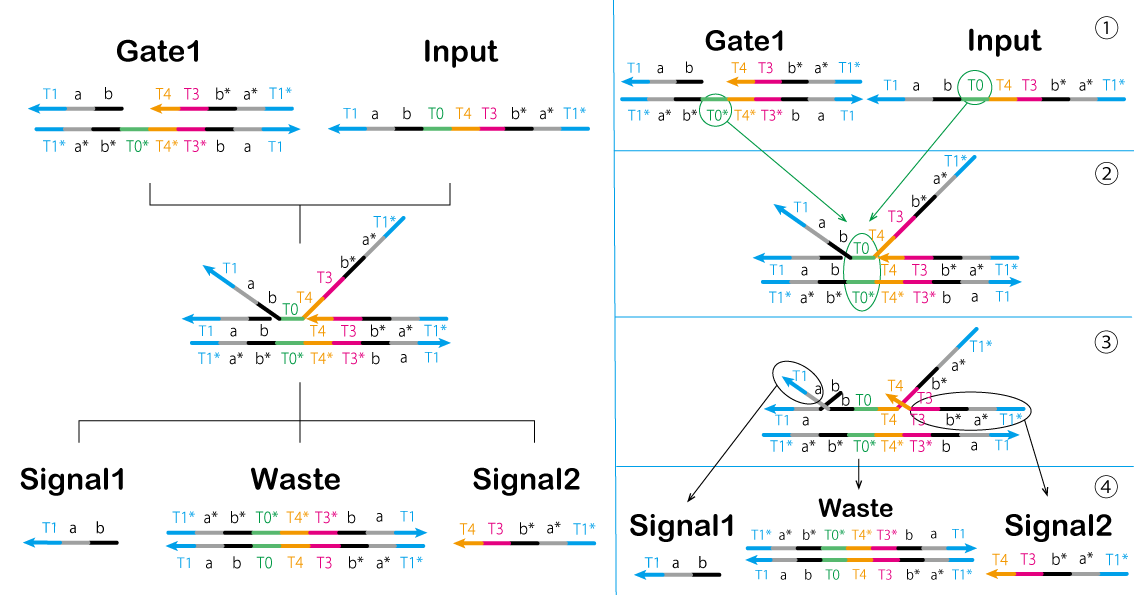 Gate1 Input
T1 a b T4 T3 b* a* T1*
T1 a b T0 T4 T3 b* a* T1*
T1* a* b* T0* T4* T3* b a T1
T1*
a*
b*
T3
T1
a
b
T4
T0
T1 a b T4 T3 b* a* T1*
T1* a* b* T0* T4* T3* b a T1
Signal1 Waste Signal2
T1* a* b* T0* T4* T3* b a T1
T1 a b
T4 T3 b* a* T1*
T1 a b T0 T4 T3 b* a* T1*
①
Gate1 Input
T1 a b T4 T3 b* a* T1*
T1 a b T0 T4 T3 b* a* T1*
T1* a* b* T0* T4* T3* b a T1
②
T1*
a*
b*
T3
T1
a
b
T4
T0
T1 a b T4 T3 b* a* T1*
T1* a* b* T0* T4* T3* b a T1
③
T1*
a*
b*
T3
T1
a
b
T4
b T0
T1 a T4 T3 b* a* T1*
T1* a* b* T0* T4* T3* b a T1
④
Signal1 Waste Signal2
T1* a* b* T0* T4* T3* b a T1
T1 a b
T4 T3 b* a* T1*
T1 a b T0 T4 T3 b* a* T1*